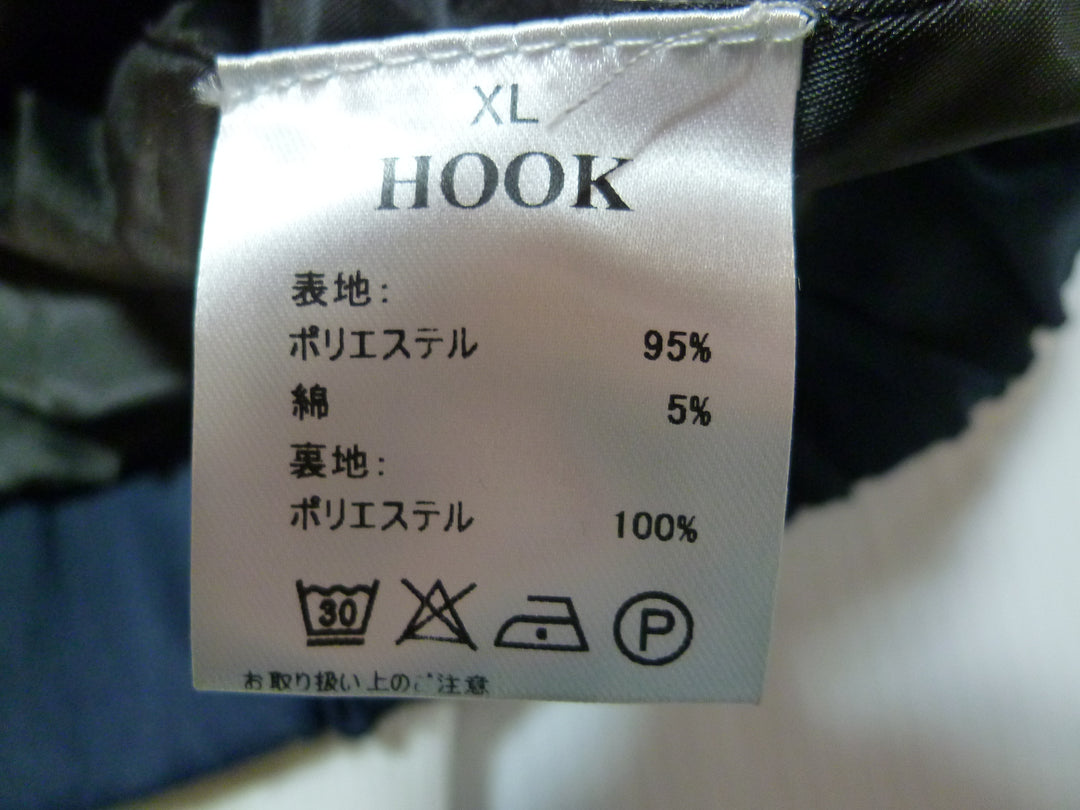 XL
HOOK
表地:
ポリエステル 95%
綿 5%
裏地:
ポリエステル 100%
30 P
お取り扱い上のご注意